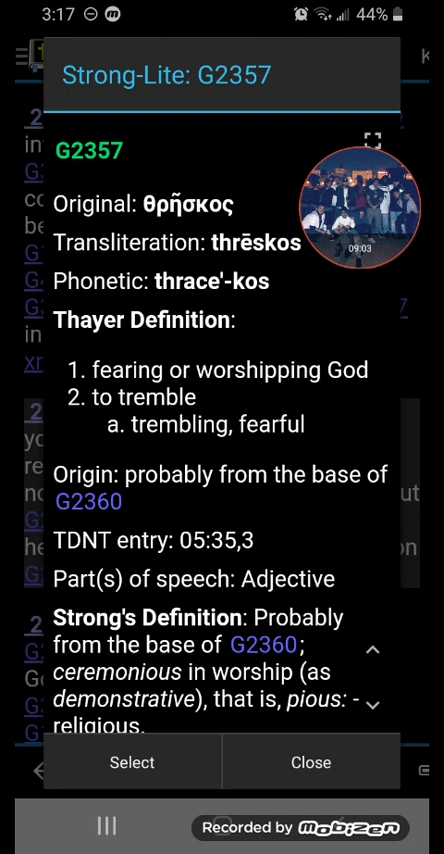 3:17 44%
Strong-Lite: G2357
G2357
Original: θρῆσκος
Transliteration: thrēskos
Phonetic: thrace'-kos
09:03
Thayer Definition:
1. fearing or worshipping God
2. to tremble
a. trembling, fearful
Origin: probably from the base of
G2360
TDNT entry: 05:35,3
Part(s) of speech: Adjective
Strong's Definition: Probably
from the base of G2360;
ceremonious in worship (as
demonstrative), that is, pious: -
religious.
Select Close
Recorded by Mobizen